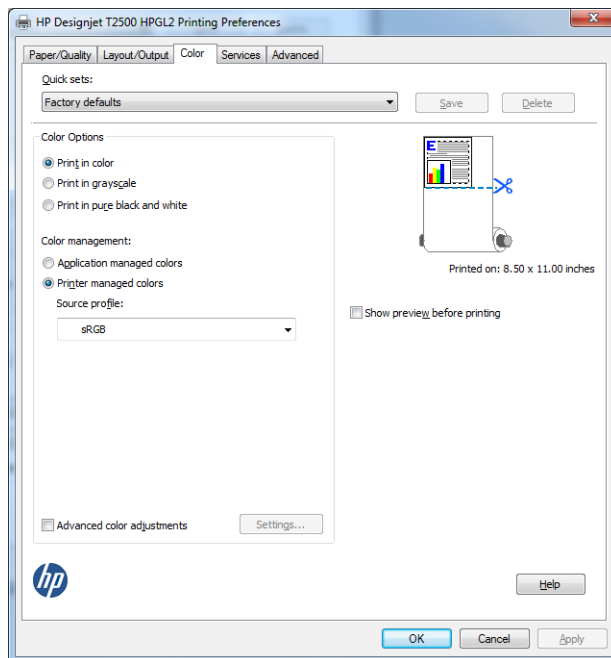 HP Designjet T2500 HPGL2 Printing Preferences
Paper/Quality Layout/Output Color Services Advanced
Quick sets:
Factory defaults
Save Delete
Color Options
Print in color
Print in grayscale
Print in pure black and white
Color management:
Application managed colors
Printer managed colors
Source profile:
sRGB
Advanced color adjustments
Settings...
E
Printed on: 8.50 x 11.00 inches
Show preview before printing
hp
Help
OK Cancel Apply